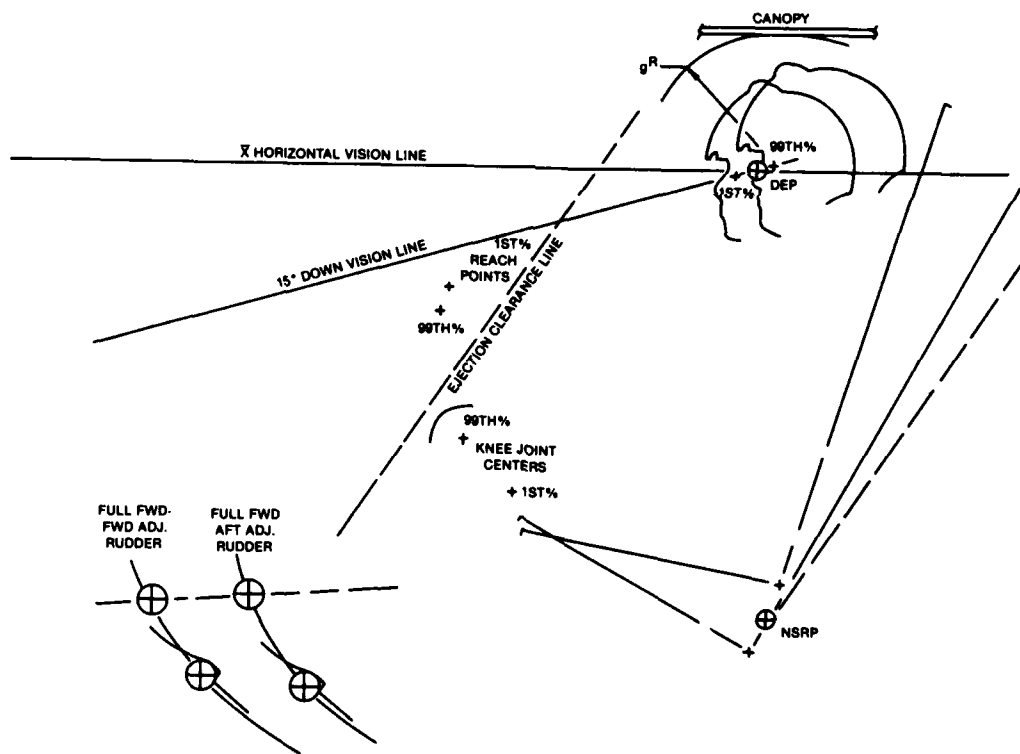 CANOPY
9R
X̄ HORIZONTAL VISION LINE
99TH%
DEP
1ST%
15° DOWN VISION LINE
1ST%
REACH
POINTS
99TH%
EJECTION CLEARANCE LINE
99TH%
KNEE JOINT
CENTERS
1ST%
FULL FWD-
FWD ADJ.
RUDDER
FULL FWD
AFT ADJ.
RUDDER
NSRP